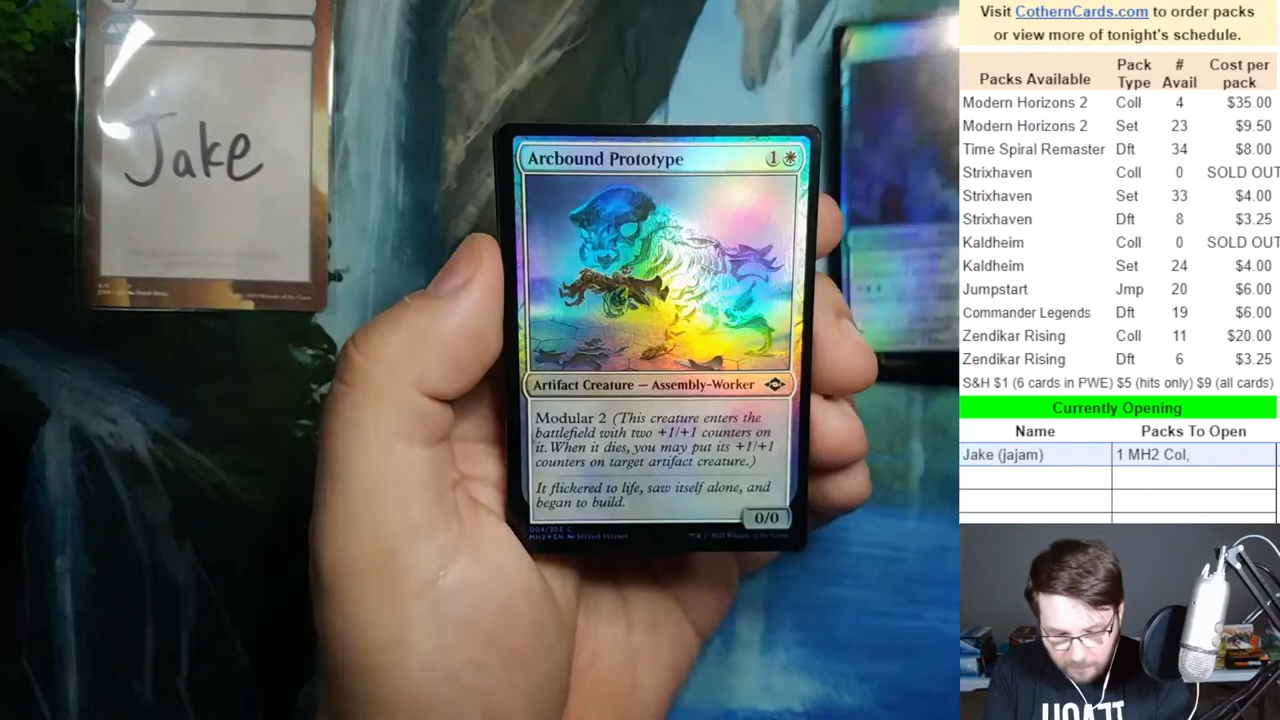 Jake
Arcbound Prototype
1
Artifact Creature — Assembly-Worker
Modular 2 (This creature enters the
battlefield with two +1/+1 counters on
it. When it dies, you may put its +1/+1
counters on target artifact creature.)
It flickered to life, saw itself alone, and
began to build.
0/0
004/303 C
MH2 EN
Visit CothernCards.com to order packs
or view more of tonight's schedule.
Packs Available Pack Type # Avail Cost per pack
Modern Horizons 2 Coll 4 $35.00
Modern Horizons 2 Set 23 $9.50
Time Spiral Remaster Dft 34 $8.00
Strixhaven Coll 0 SOLD OUT
Strixhaven Set 33 $4.00
Strixhaven Dft 8 $3.25
Kaldheim Coll 0 SOLD OUT
Kaldheim Set 24 $4.00
Jumpstart Jmp 20 $6.00
Commander Legends Dft 19 $6.00
Zendikar Rising Coll 11 $20.00
Zendikar Rising Dft 6 $3.25
S&H $1 (6 cards in PWE) $5 (hits only) $9 (all cards)
Currently Opening
Name Packs To Open
Jake (jajam) 1 MH2 Col,